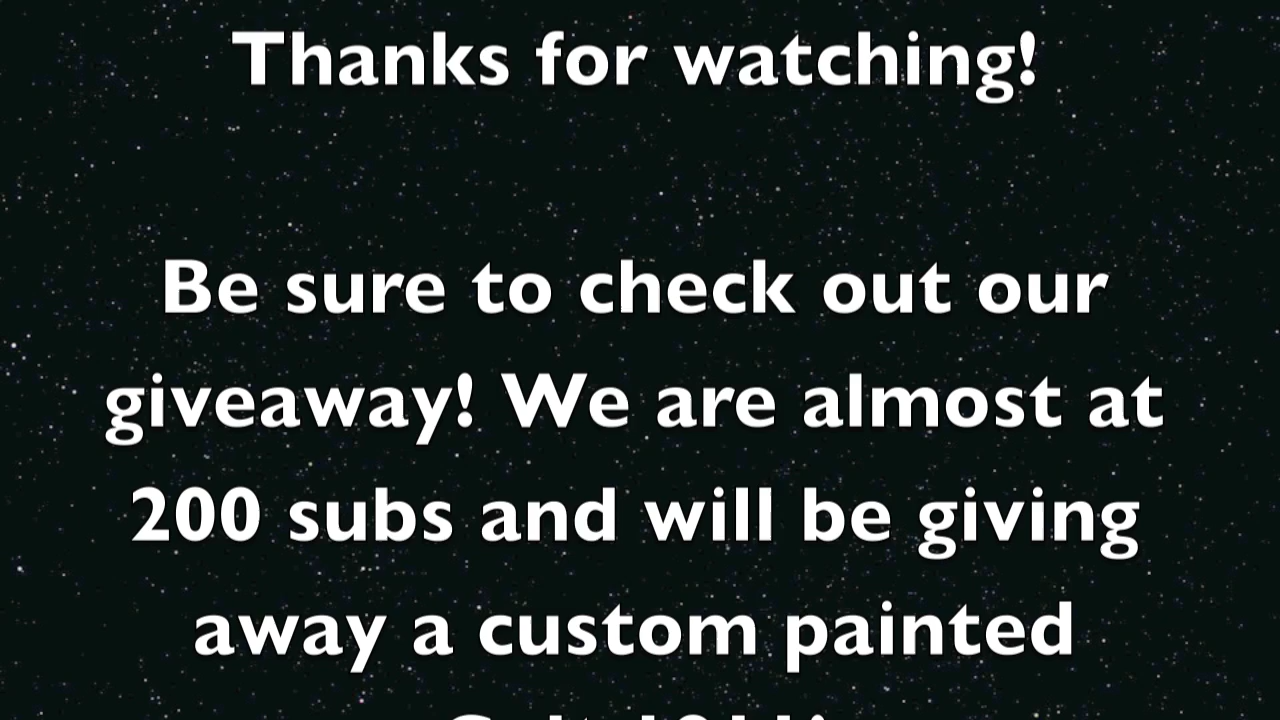 Thanks for watching!
Be sure to check out our
giveaway! We are almost at
200 subs and will be giving
away a custom painted